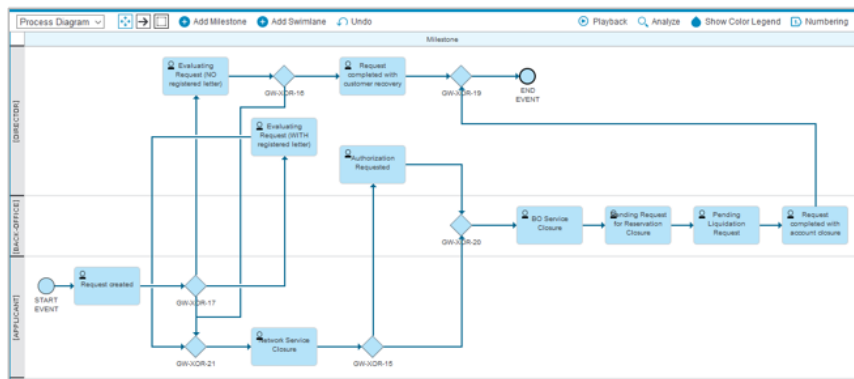 Process Diagram
Add Milestone
Add Swimlane
Undo
Playback
Analyze
Show Color Legend
Numbering
Milestone
[DIRECTOR]
Evaluating
Request (NO
registered letter)
GW-XOR-16
Request
completed with
customer recovery
GW-XOR-19
END
EVENT
Evaluating
Request (WITH
registered letter)
Authorization
Requested
[BACK-OFFICE]
GW-XOR-20
BO Service
Closure
Pending Request
for Reservation
Closure
Pending
Liquidation
Request
Request
completed with
account closure
[APPLICANT]
START
EVENT
Request created
GW-XOR-17
GW-XOR-21
Network Service
Closure
GW-XOR-15